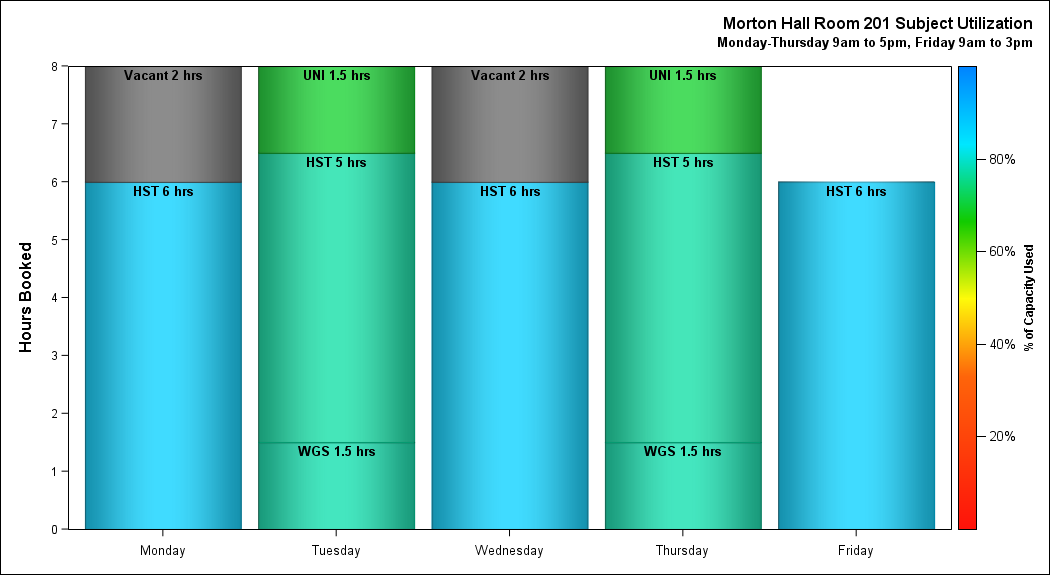 Morton Hall Room 201 Subject Utilization
Monday-Thursday 9am to 5pm, Friday 9am to 3pm
Hours Booked
8
7
6
5
4
3
2
1
0
Vacant 2 hrs
HST 6 hrs
UNI 1.5 hrs
HST 5 hrs
WGS 1.5 hrs
Vacant 2 hrs
HST 6 hrs
UNI 1.5 hrs
HST 5 hrs
WGS 1.5 hrs
HST 6 hrs
Monday
Tuesday
Wednesday
Thursday
Friday
80%
60%
40%
20%
% of Capacity Used